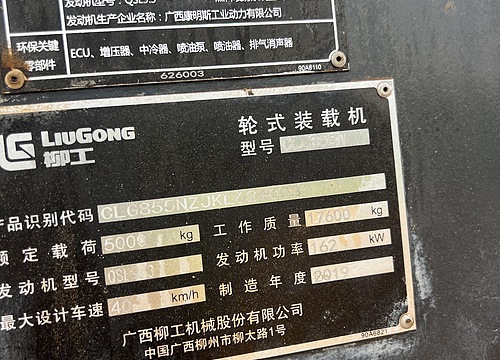 发动机生产企业名称：广西康明斯工业动力有限公司
环保关键 ECU、增压器、中冷器、喷油泵、喷油器、排气消声器
零部件
626003
90A8110
LIUGONG
柳工
轮式装载机
型号
产品识别代码 CLG855NZJKL
额定载荷 5000 kg
工作质量 17600 kg
发动机型号 QSL
发动机功率 162 kW
最大设计车速 40 km/h
制造年度 2019
广西柳工机械股份有限公司
中国广西柳州市柳太路1号
90A6821